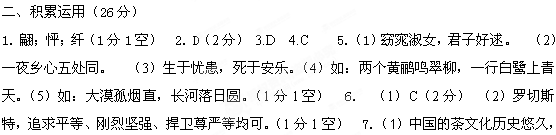 二、积累运用（26分）
1. 翩；怦；纤（1分1空） 2. D（2分） 3.D 4.C 5.（1）窈窕淑女，君子好逑。 （2）
一夜乡心五处同。 （3）生于忧患，死于安乐。（4）如：两个黄鹂鸣翠柳，一行白鹭上青
天。（5）如：大漠孤烟直，长河落日圆。（1分1空） 6. （1）C（2分） （2）罗切斯
特，追求平等、刚烈坚强、捍卫尊严等均可。（1分1空） 7.（1）中国的茶文化历史悠久，